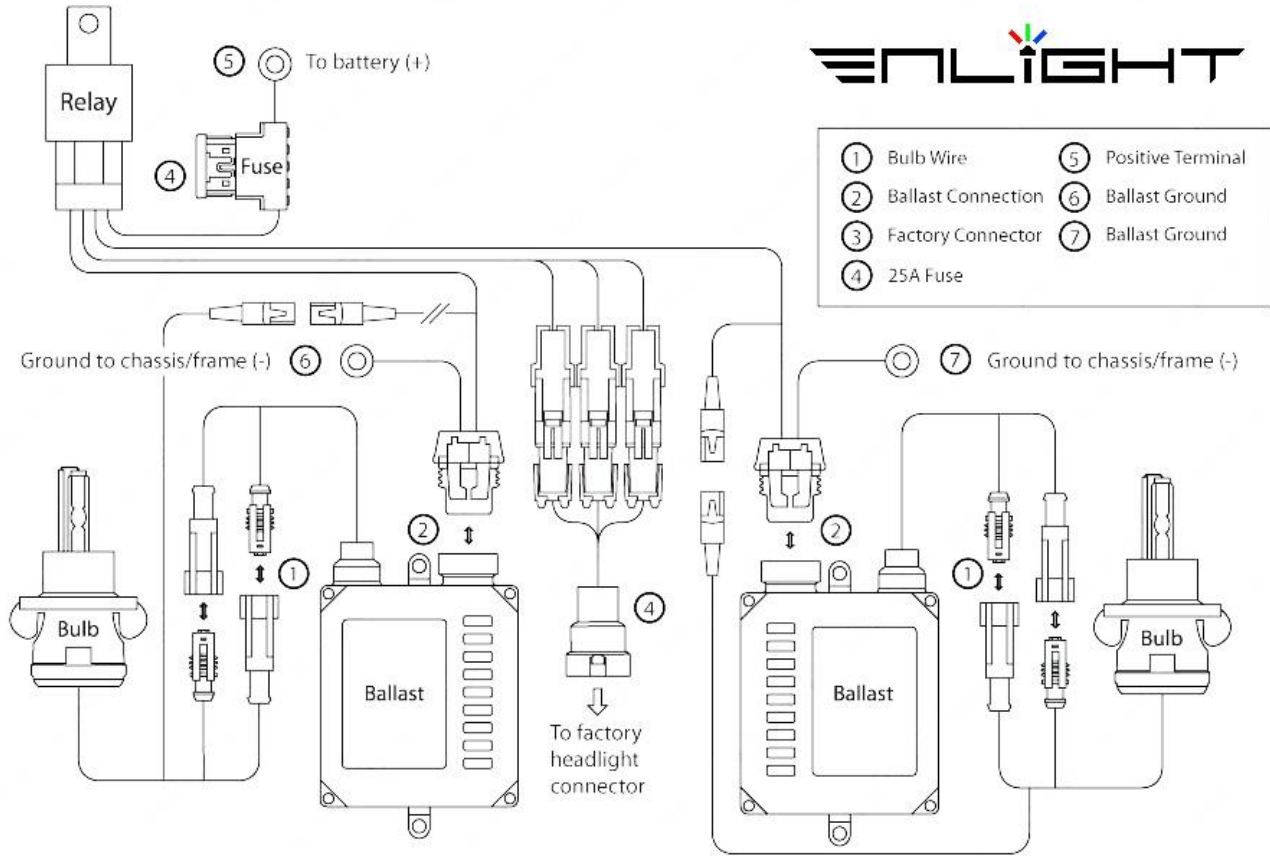 ENLIGHT
5 To battery (+)
Relay
Fuse
4
1 Bulb Wire
2 Ballast Connection
3 Factory Connector
4 25A Fuse
5 Positive Terminal
6 Ballast Ground
7 Ballast Ground
Ground to chassis/frame (-) 6
7 Ground to chassis/frame (-)
2
2
1
1
4
Bulb
Ballast
Ballast
Bulb
To factory
headlight
connector